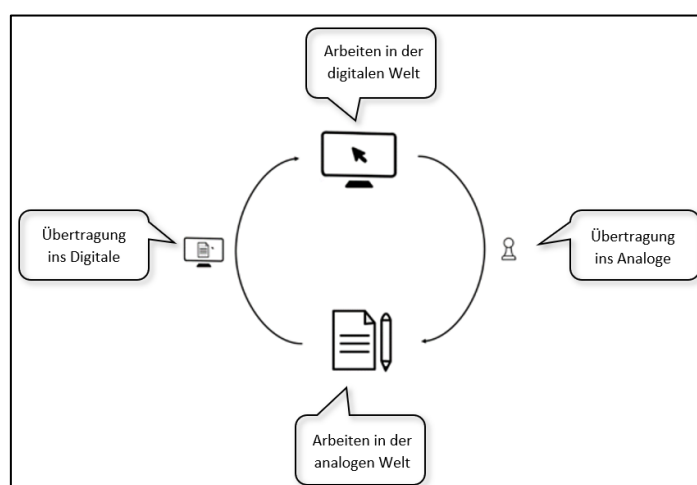 Arbeiten in der
digitalen Welt
Übertragung
ins Digitale
Übertragung
ins Analoge
Arbeiten in der
analogen Welt